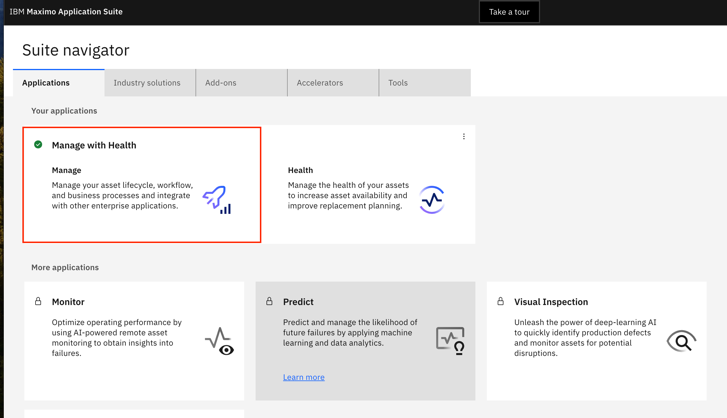 IBM Maximo Application Suite
Take a tour
Suite navigator
Applications
Industry solutions
Add-ons
Accelerators
Tools
Your applications
Manage with Health
Manage
Manage your asset lifecycle, workflow,
and business processes and integrate
with other enterprise applications.
Health
Manage the health of your assets
to increase asset availability and
improve replacement planning.
More applications
Monitor
Optimize operating performance by
using AI-powered remote asset
monitoring to obtain insights into
failures.
Predict
Predict and manage the likelihood of
future failures by applying machine
learning and data analytics.
Learn more
Visual Inspection
Unleash the power of deep-learning AI
to quickly identify production defects
and monitor assets for potential
disruptions.